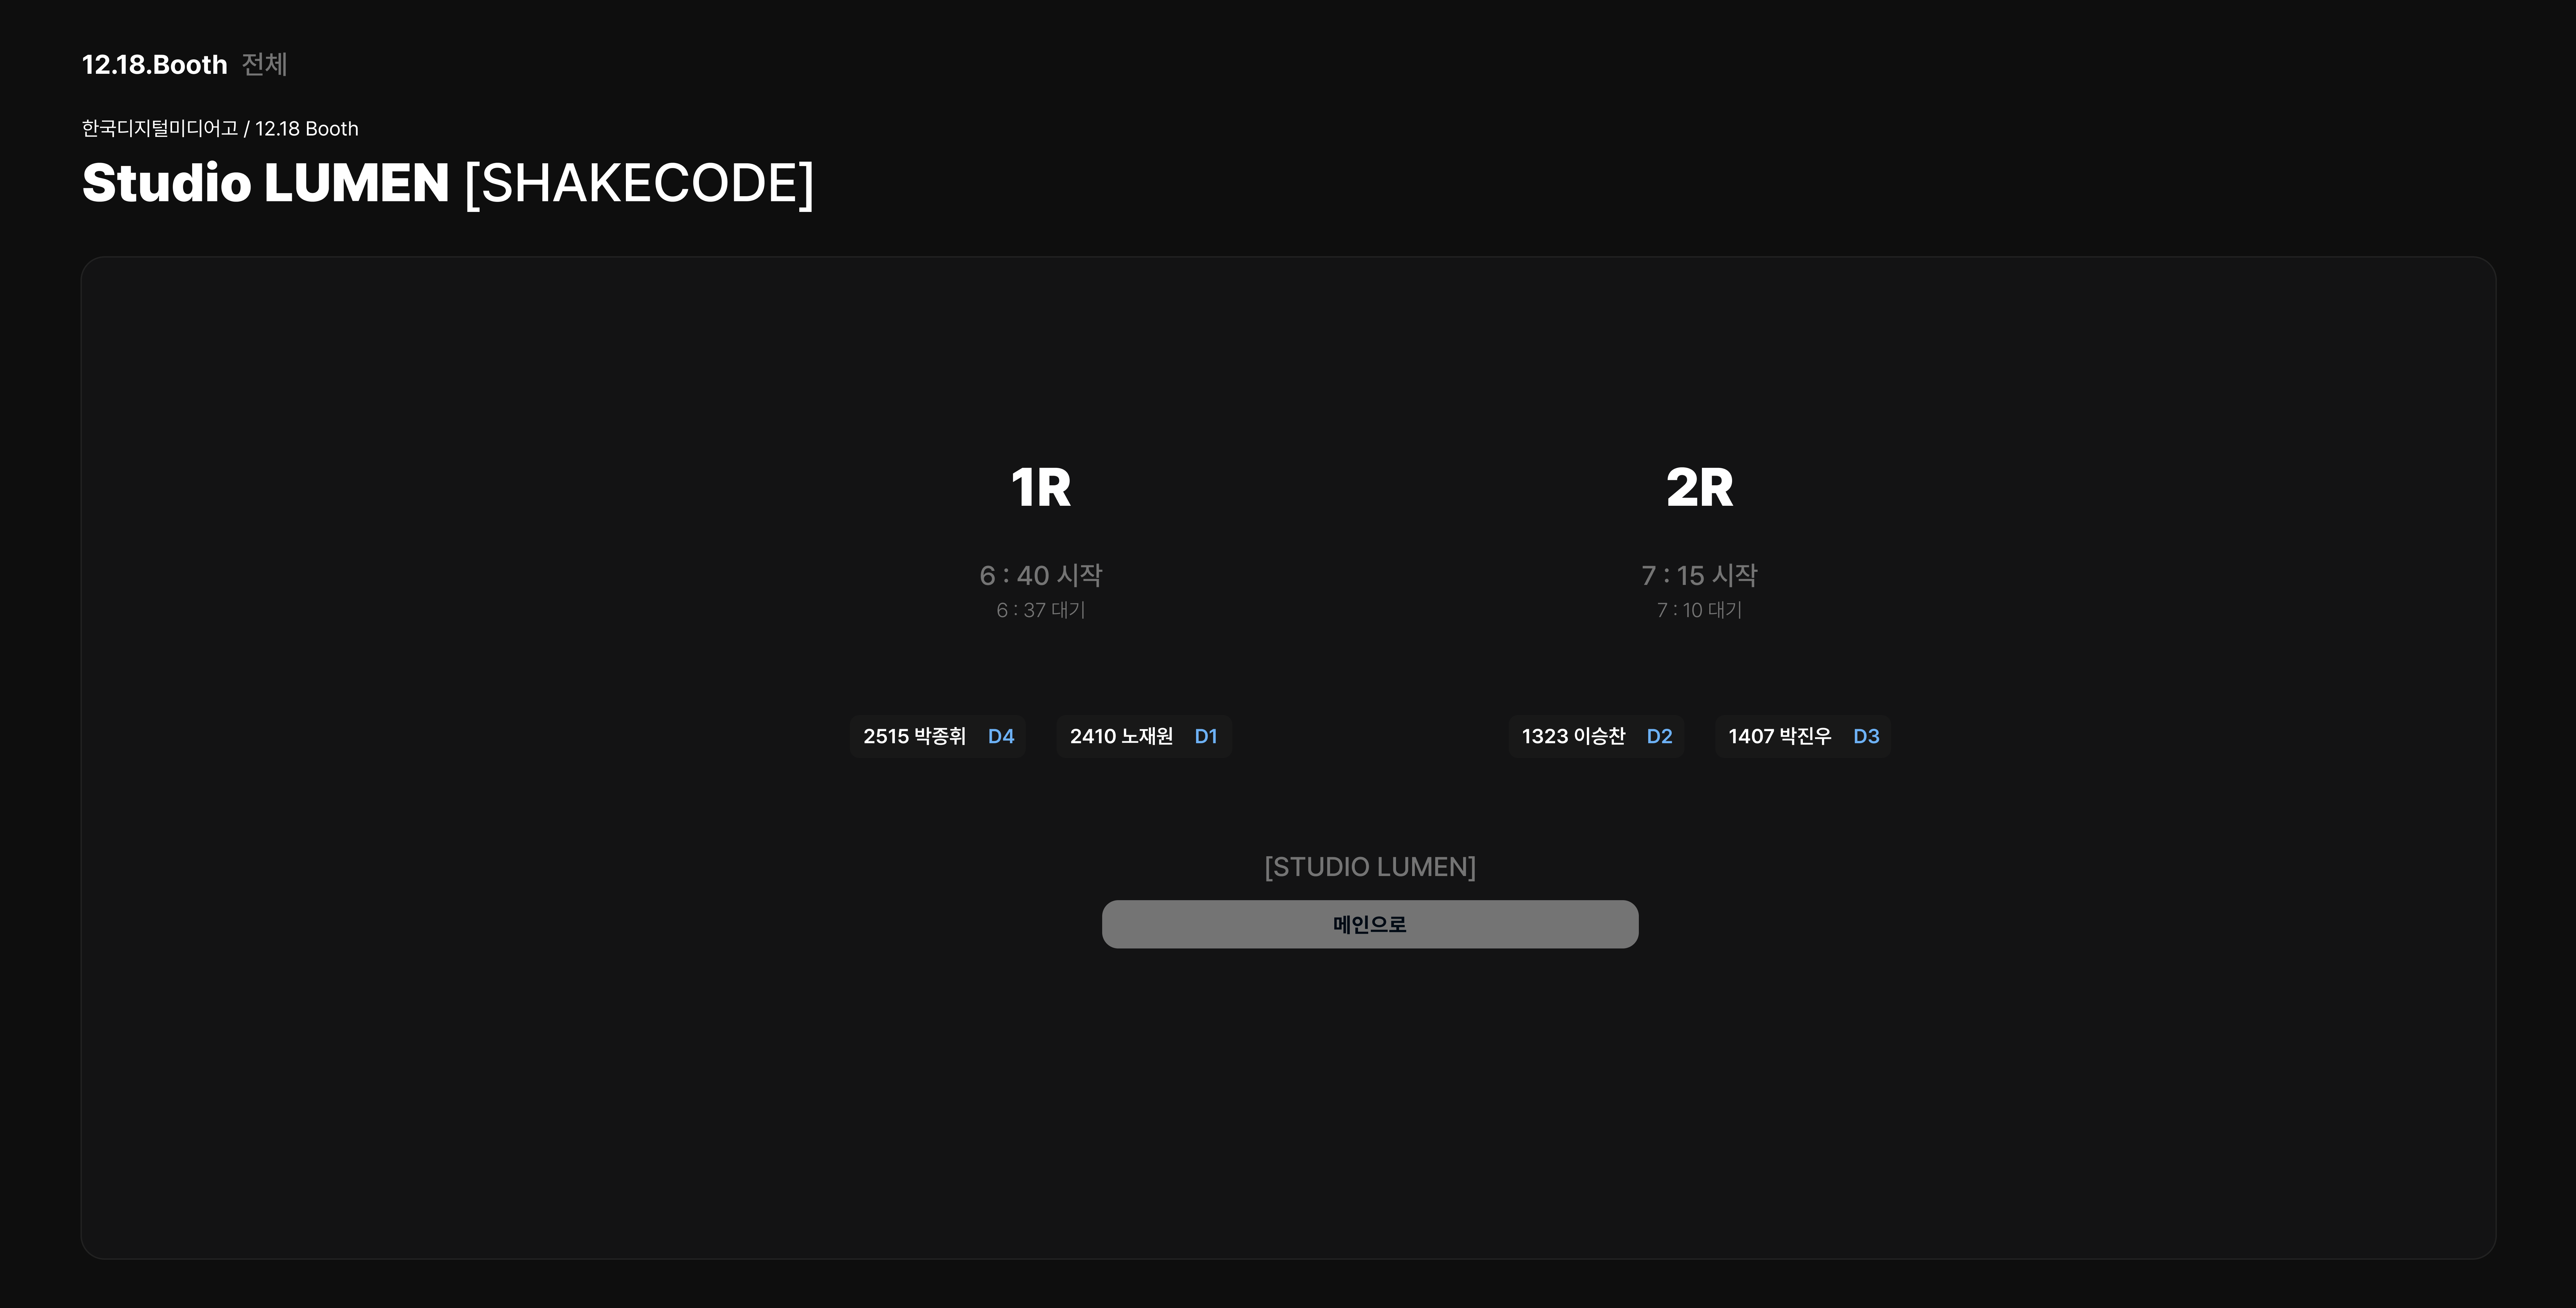 12.18.Booth 전체
한국디지털미디어고 / 12.18 Booth
Studio LUMEN [SHAKECODE]
1R
6 : 40 시작
6 : 37 대기
2515 박종휘 D4
2410 노재원 D1
2R
7 : 15 시작
7 : 10 대기
1323 이승찬 D2
1407 박진우 D3
[STUDIO LUMEN]
메인으로